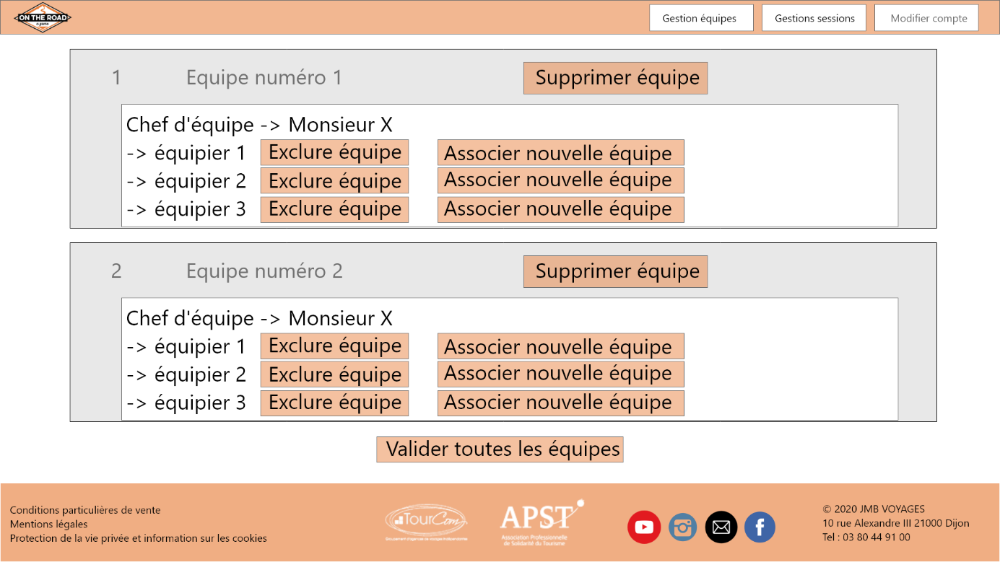 ON THE ROAD
a game
Gestion équipes
Gestions sessions
Modifier compte
1 Equipe numéro 1 Supprimer équipe
Chef d'équipe -> Monsieur X
-> équipier 1 Exclure équipe Associer nouvelle équipe
-> équipier 2 Exclure équipe Associer nouvelle équipe
-> équipier 3 Exclure équipe Associer nouvelle équipe
2 Equipe numéro 2 Supprimer équipe
Chef d'équipe -> Monsieur X
-> équipier 1 Exclure équipe Associer nouvelle équipe
-> équipier 2 Exclure équipe Associer nouvelle équipe
-> équipier 3 Exclure équipe Associer nouvelle équipe
Valider toutes les équipes
Conditions particulières de vente
Mentions légales
Protection de la vie privée et information sur les cookies
TourCom
Groupement d'agences de voyages indépendantes
APST
Association Professionnelle
de Solidarité du Tourisme
© 2020 JMB VOYAGES
10 rue Alexandre III 21000 Dijon
Tel : 03 80 44 91 00